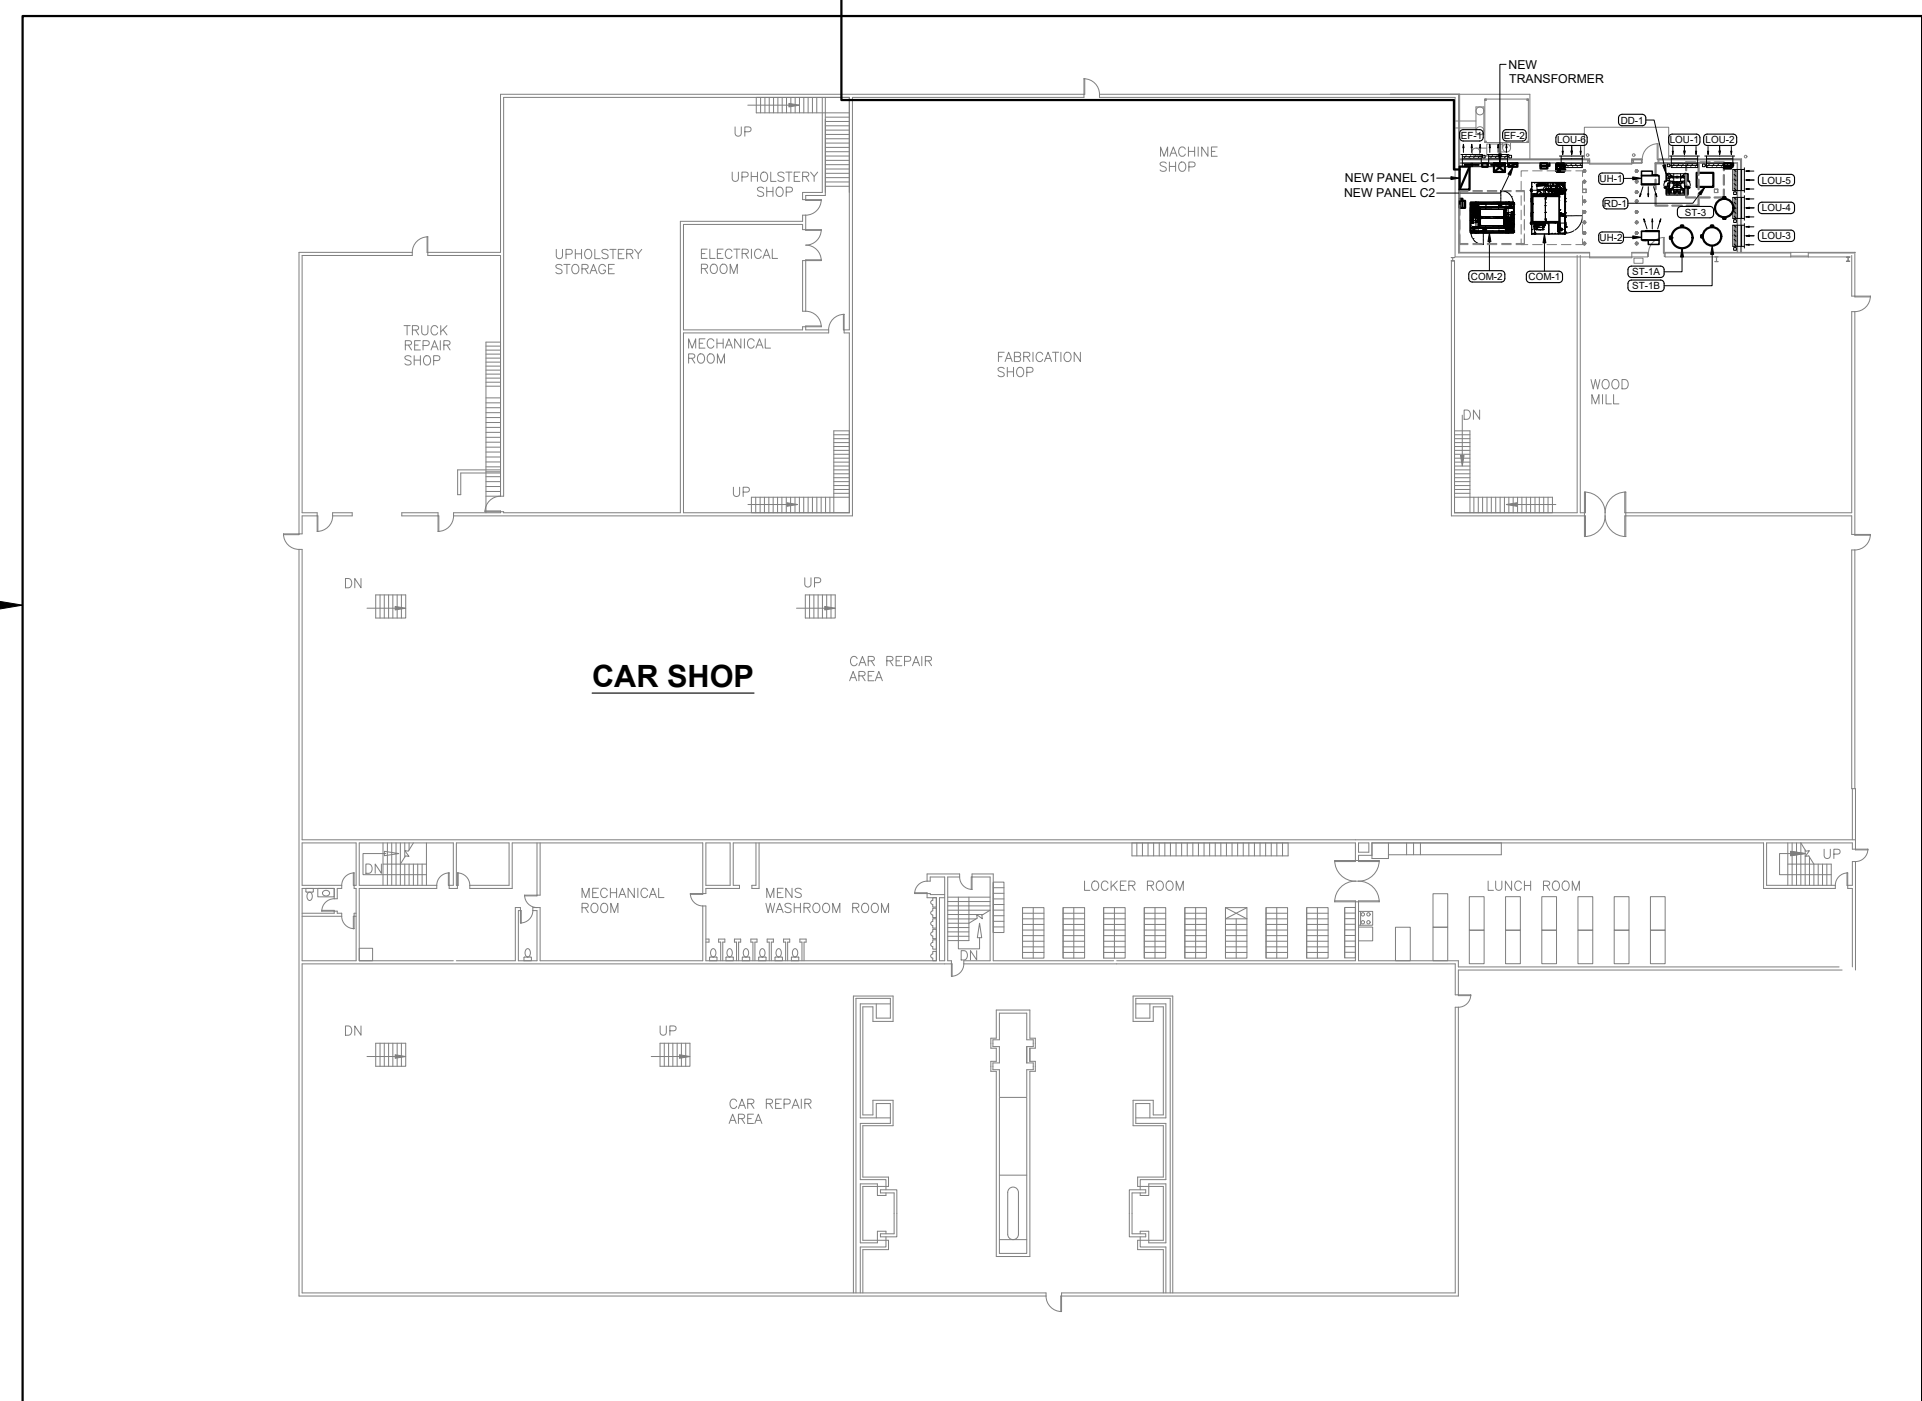 NEW
TRANSFORMER
DD-1
EF-1
EF-2
LOU-6
LOU-1
LOU-2
UP
MACHINE
SHOP
UPHOLSTERY
SHOP
NEW PANEL C1
NEW PANEL C2
UH-1
LOU-5
RD-1
ST-3
LOU-4
UH-2
LOU-3
UPHOLSTERY
STORAGE
ELECTRICAL
ROOM
COM-2
COM-1
ST-1A
ST-1B
TRUCK
REPAIR
SHOP
MECHANICAL
ROOM
FABRICATION
SHOP
WOOD
MILL
DN
UP
DN
UP
CAR SHOP
CAR REPAIR
AREA
DN
UP
MECHANICAL
ROOM
MENS
WASHROOM ROOM
LOCKER ROOM
LUNCH ROOM
DN
DN
UP
CAR REPAIR
AREA